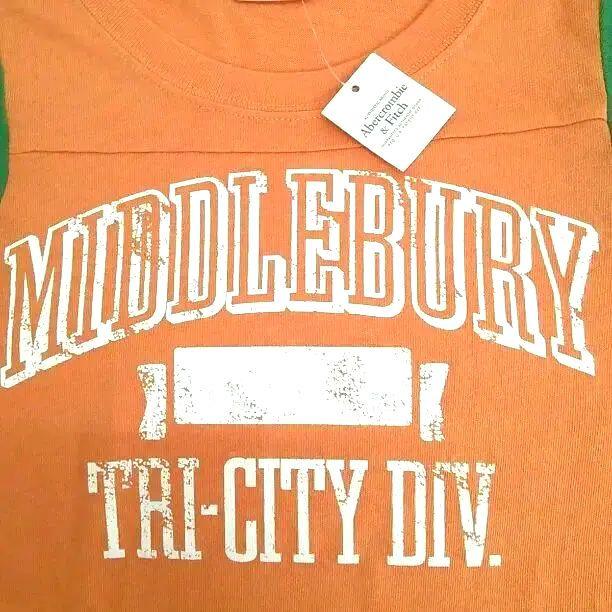 MIDDLEBURY
TRI-CITY DIV.
Abercrombie
& Fitch